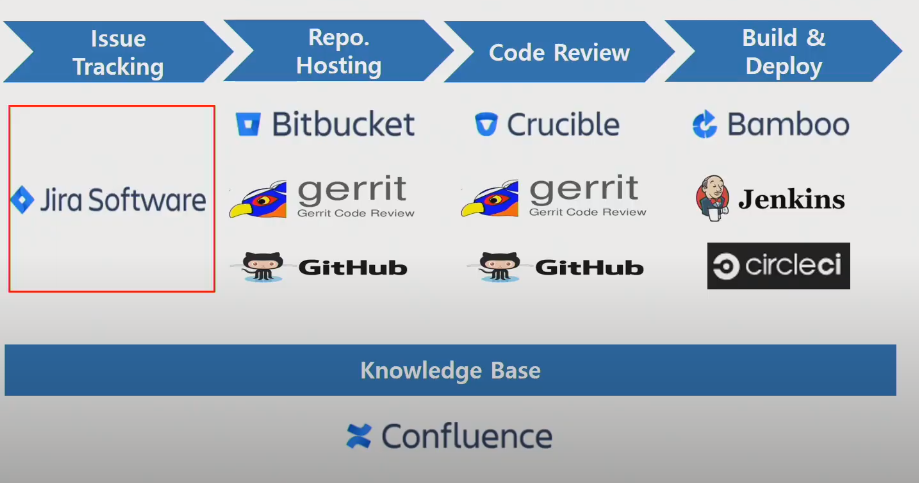 Issue
Tracking
Repo.
Hosting
Code Review
Build &
Deploy
Jira Software
Bitbucket
Crucible
Bamboo
gerrit
Gerrit Code Review
gerrit
Gerrit Code Review
Jenkins
GitHub
GitHub
circleci
Knowledge Base
Confluence